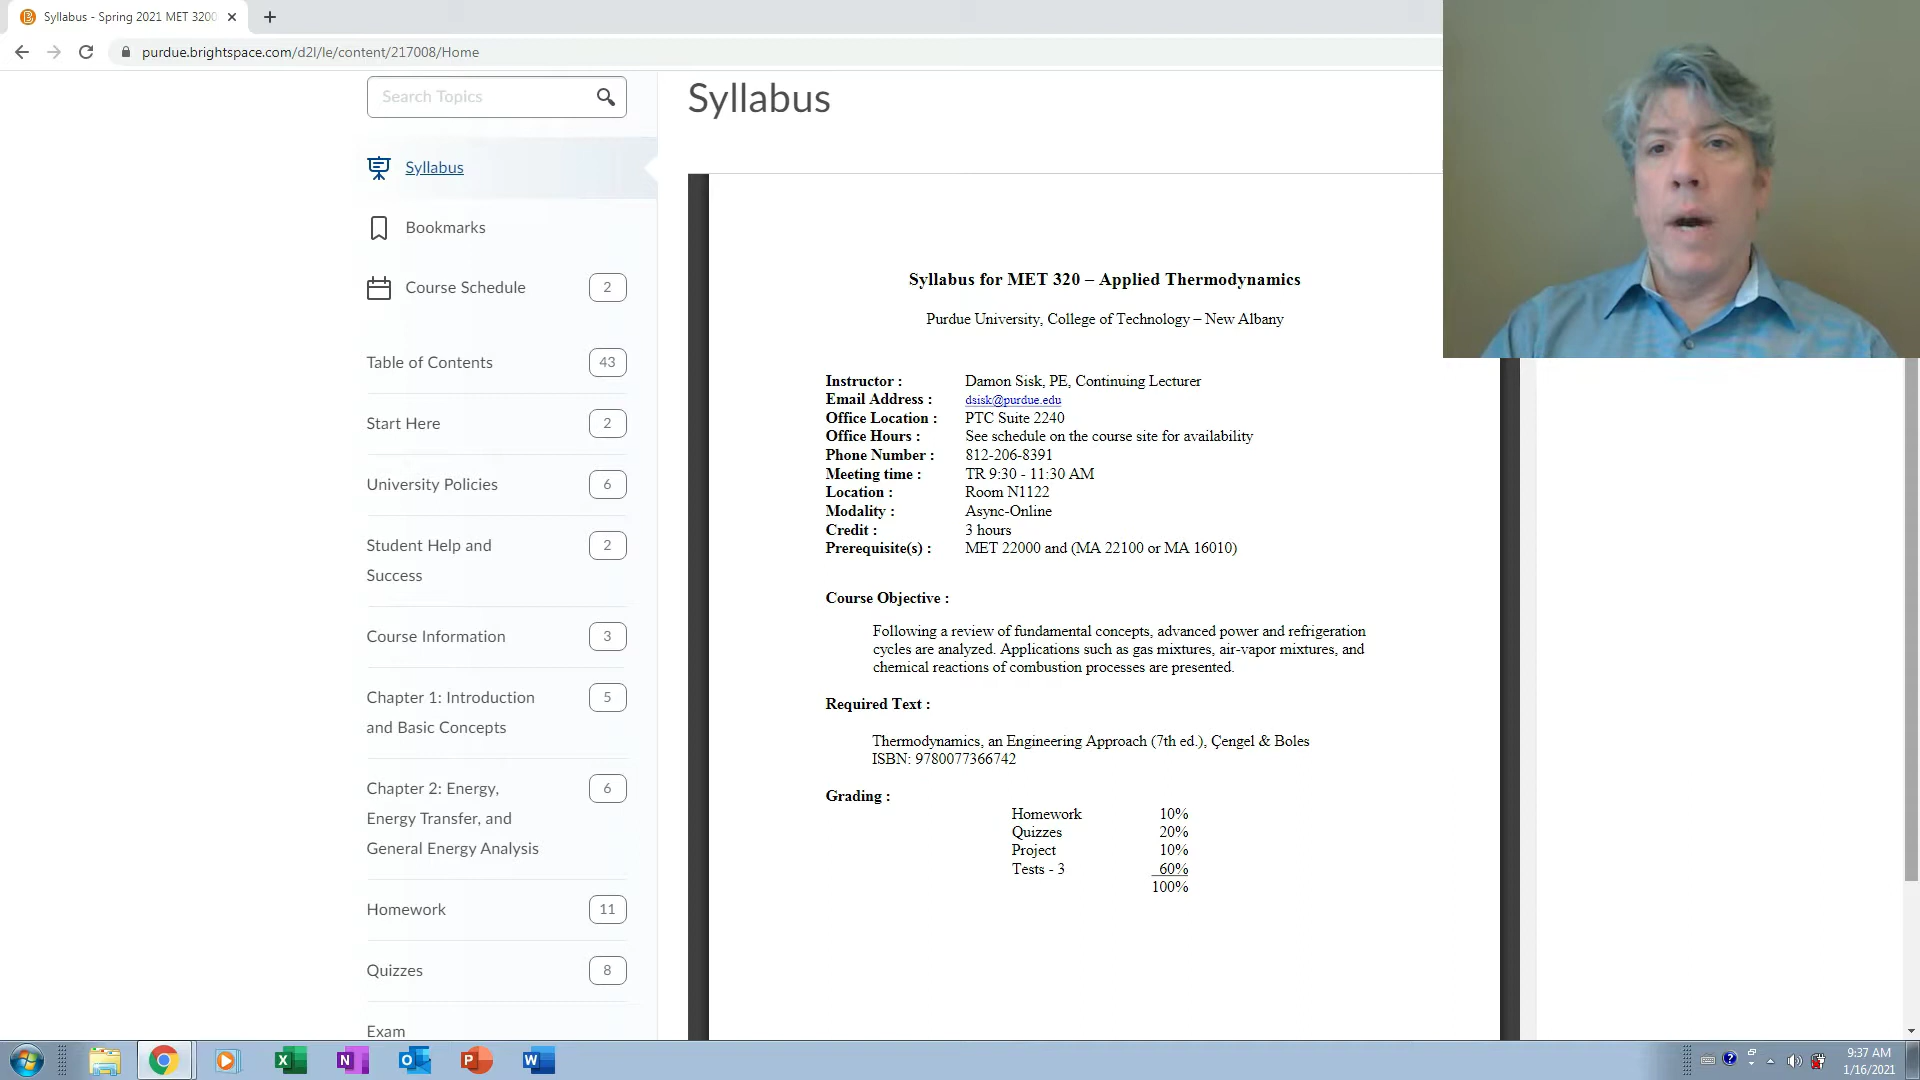 Syllabus - Spring 2021 MET 3200
purdue.brightspace.com/d2l/le/content/217008/Home
Search Topics
Syllabus
Bookmarks
Course Schedule 2
Table of Contents 43
Start Here 2
University Policies 6
Student Help and
Success
2
Course Information 3
Chapter 1: Introduction
and Basic Concepts
5
Chapter 2: Energy,
Energy Transfer, and
General Energy Analysis
6
Homework 11
Quizzes 8
Exam
Syllabus
Syllabus for MET 320 – Applied Thermodynamics
Purdue University, College of Technology – New Albany
Instructor : Damon Sisk, PE, Continuing Lecturer
Email Address : dsisk@purdue.edu
Office Location : PTC Suite 2240
Office Hours : See schedule on the course site for availability
Phone Number : 812-206-8391
Meeting time : TR 9:30 - 11:30 AM
Location : Room N1122
Modality : Async-Online
Credit : 3 hours
Prerequisite(s) : MET 22000 and (MA 22100 or MA 16010)
Course Objective :
Following a review of fundamental concepts, advanced power and refrigeration
cycles are analyzed. Applications such as gas mixtures, air-vapor mixtures, and
chemical reactions of combustion processes are presented.
Required Text :
Thermodynamics, an Engineering Approach (7th ed.), Çengel & Boles
ISBN: 9780077366742
Grading :
Homework 10%
Quizzes 20%
Project 10%
Tests - 3 60%
100%
9:37 AM
1/16/2021